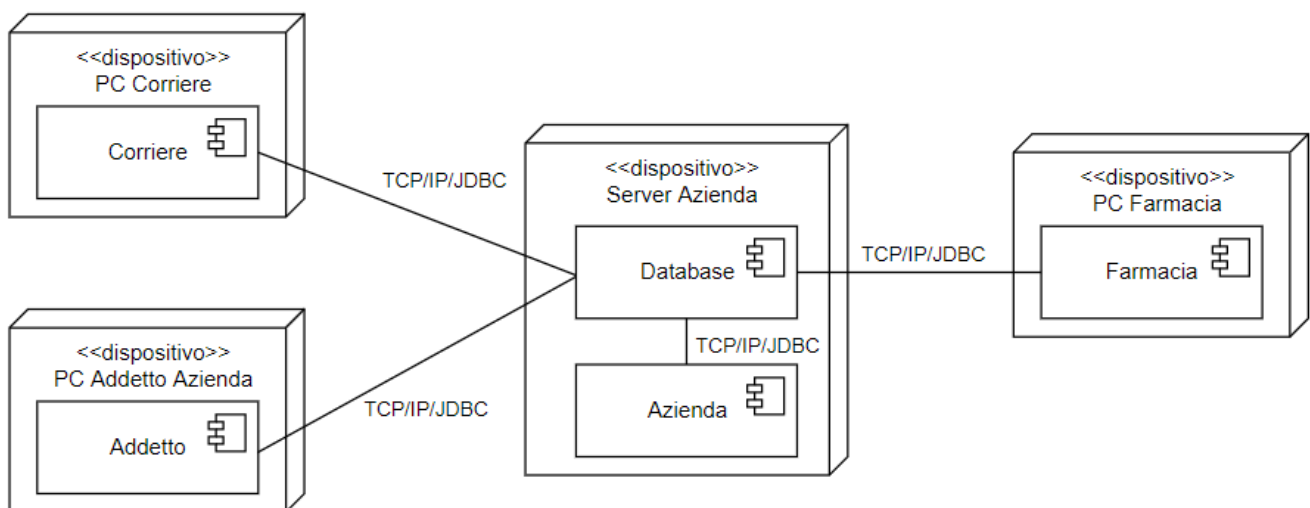 <<dispositivo>>
PC Corriere
Corriere
TCP/IP/JDBC
<<dispositivo>>
PC Addetto Azienda
Addetto
TCP/IP/JDBC
<<dispositivo>>
Server Azienda
Database
TCP/IP/JDBC
Azienda
TCP/IP/JDBC
<<dispositivo>>
PC Farmacia
Farmacia